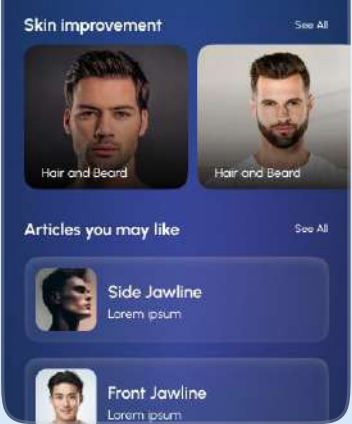 Skin improvement
See All
Hair and Beard
Hair and Beard
Articles you may like
See All
Side Jawline
Lorem ipsum
Front Jawline
Lorem ipsum